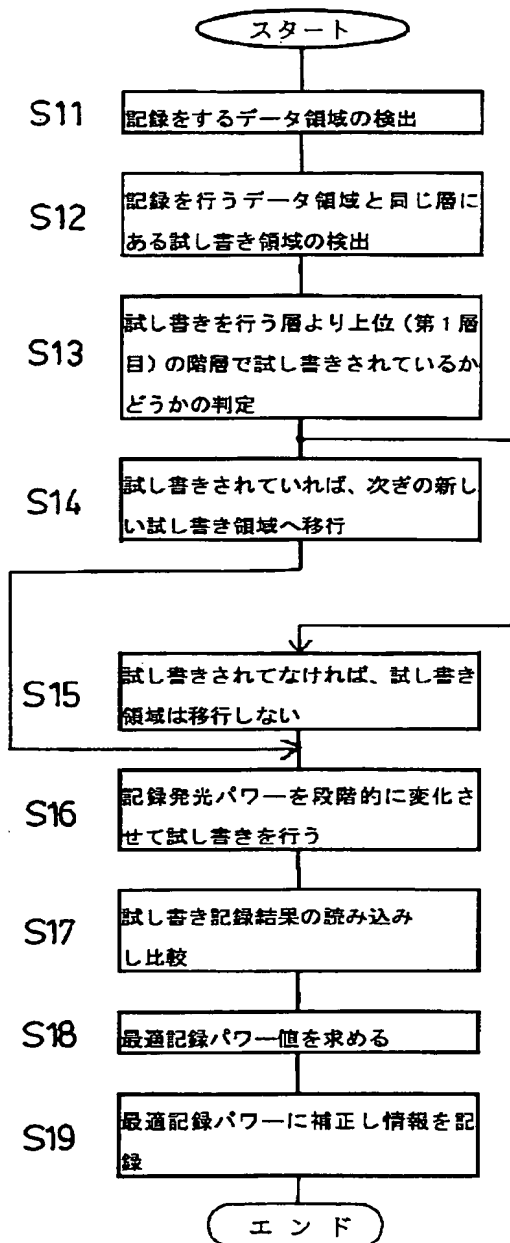 スタート
S11
記録をするデータ領域の検出
S12
記録を行うデータ領域と同じ層に
ある試し書き領域の検出
S13
試し書きを行う層より上位(第1層
目)の階層で試し書きされているか
どうかの判定
S14
試し書きされていれば、次ぎの新し
い試し書き領域へ移行
S15
試し書きされてなければ、試し書き
領域は移行しない
S16
記録発光パワーを段階的に変化さ
せて試し書きを行う
S17
試し書き記録結果の読み込み
し比較
S18
最適記録パワー値を求める
S19
最適記録パワーに補正し情報を記
録
エンド